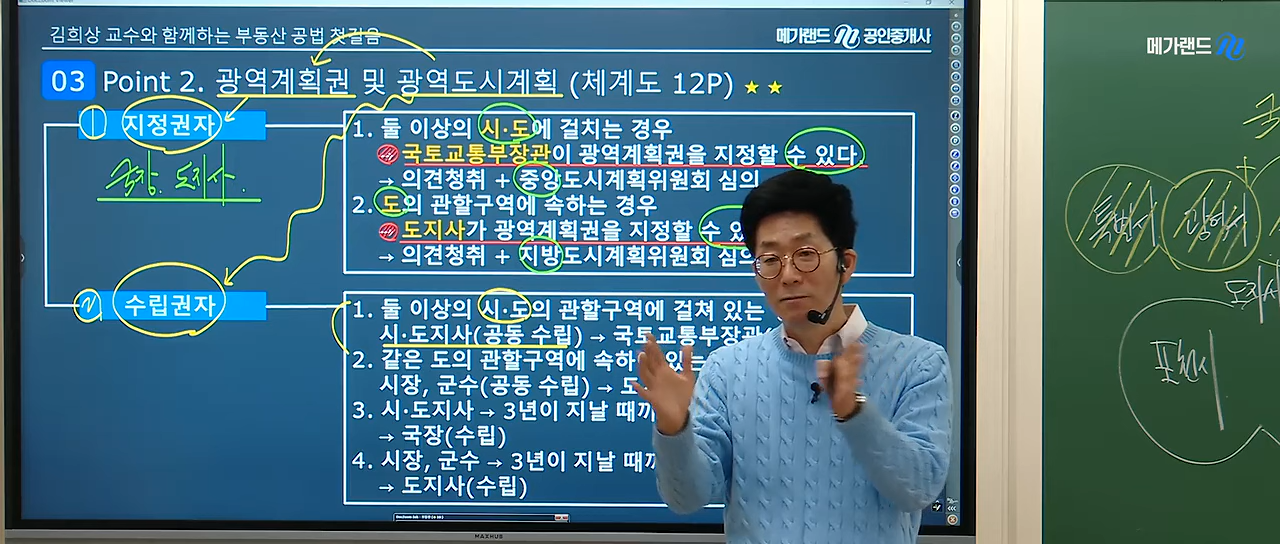 김희상 교수와 함께하는 부동산 공법 첫걸음
메가랜드 공인중개사
메가랜드
03 Point 2. 광역계획권 및 광역도시계획 (체계도 12P) ★★
① 지정권자
국장. 도지사.
1. 둘 이상의 시·도에 걸치는 경우
국토교통부장관이 광역계획권을 지정할 수 있다.
→ 의견청취 + 중앙도시계획위원회 심의
2. 도의 관할구역에 속하는 경우
도지사가 광역계획권을 지정할 수
→ 의견청취 + 지방도시계획위원회 심의
② 수립권자
1. 둘 이상의 시·도의 관할구역에 걸쳐 있는
시·도지사(공동 수립) → 국토교통부장관(
2. 같은 도의 관할구역에 속하
시장, 군수(공동 수립) →
3. 시·도지사 → 3년이 지날 때까
→ 국장(수립)
4. 시장, 군수 → 3년이 지날 때까
→ 도지사(수립)
MAXHUB
국
특별시 광역시
도지사
포천시